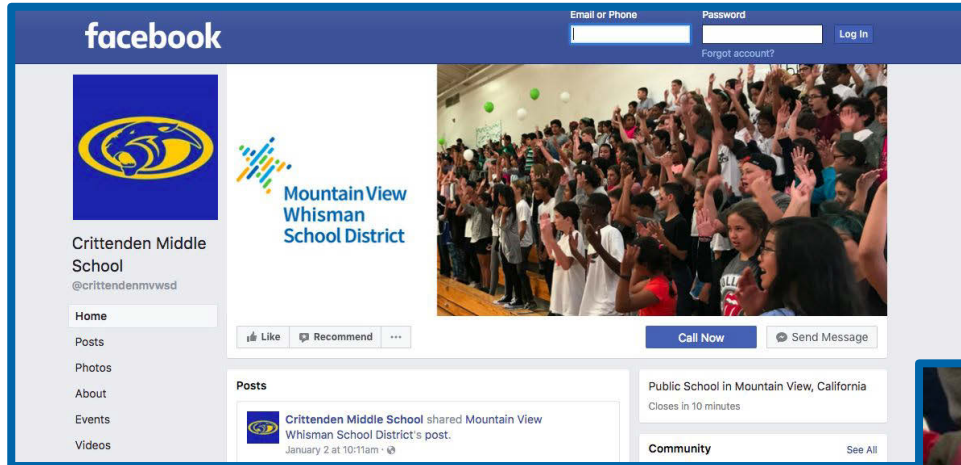 facebook
Email or Phone
Password
Log In
Forgot account?
Mountain View
Whisman
School District
Crittenden Middle
School
@crittendenmvwsd
Home
Posts
Photos
About
Events
Videos
Like
Recommend
Call Now
Send Message
Posts
Crittenden Middle School shared Mountain View
Whisman School District's post.
January 2 at 10:11am
Public School in Mountain View, California
Closes in 10 minutes
Community
See All